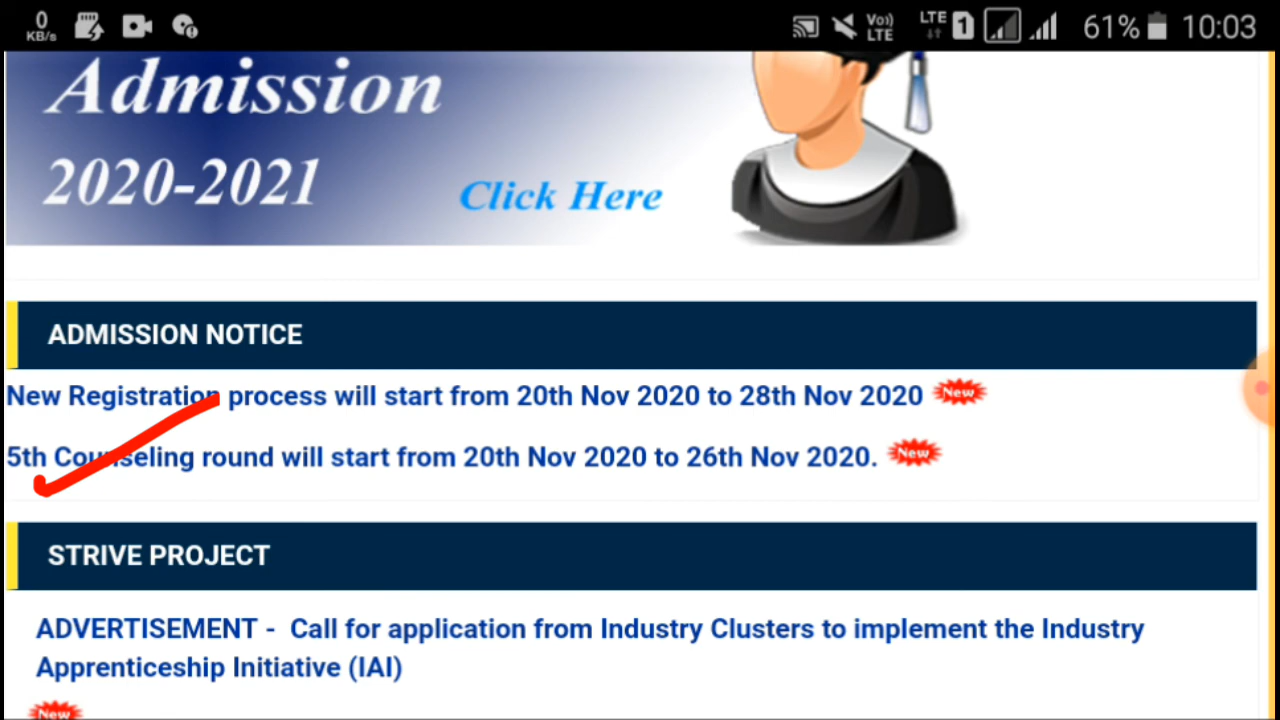 0
KB/s
Vo))
LTE
LTE
1
61%
10:03
Admission
2020-2021
Click Here
ADMISSION NOTICE
New Registration process will start from 20th Nov 2020 to 28th Nov 2020 New
5th Counseling round will start from 20th Nov 2020 to 26th Nov 2020. New
STRIVE PROJECT
ADVERTISEMENT - Call for application from Industry Clusters to implement the Industry
Apprenticeship Initiative (IAI)
New